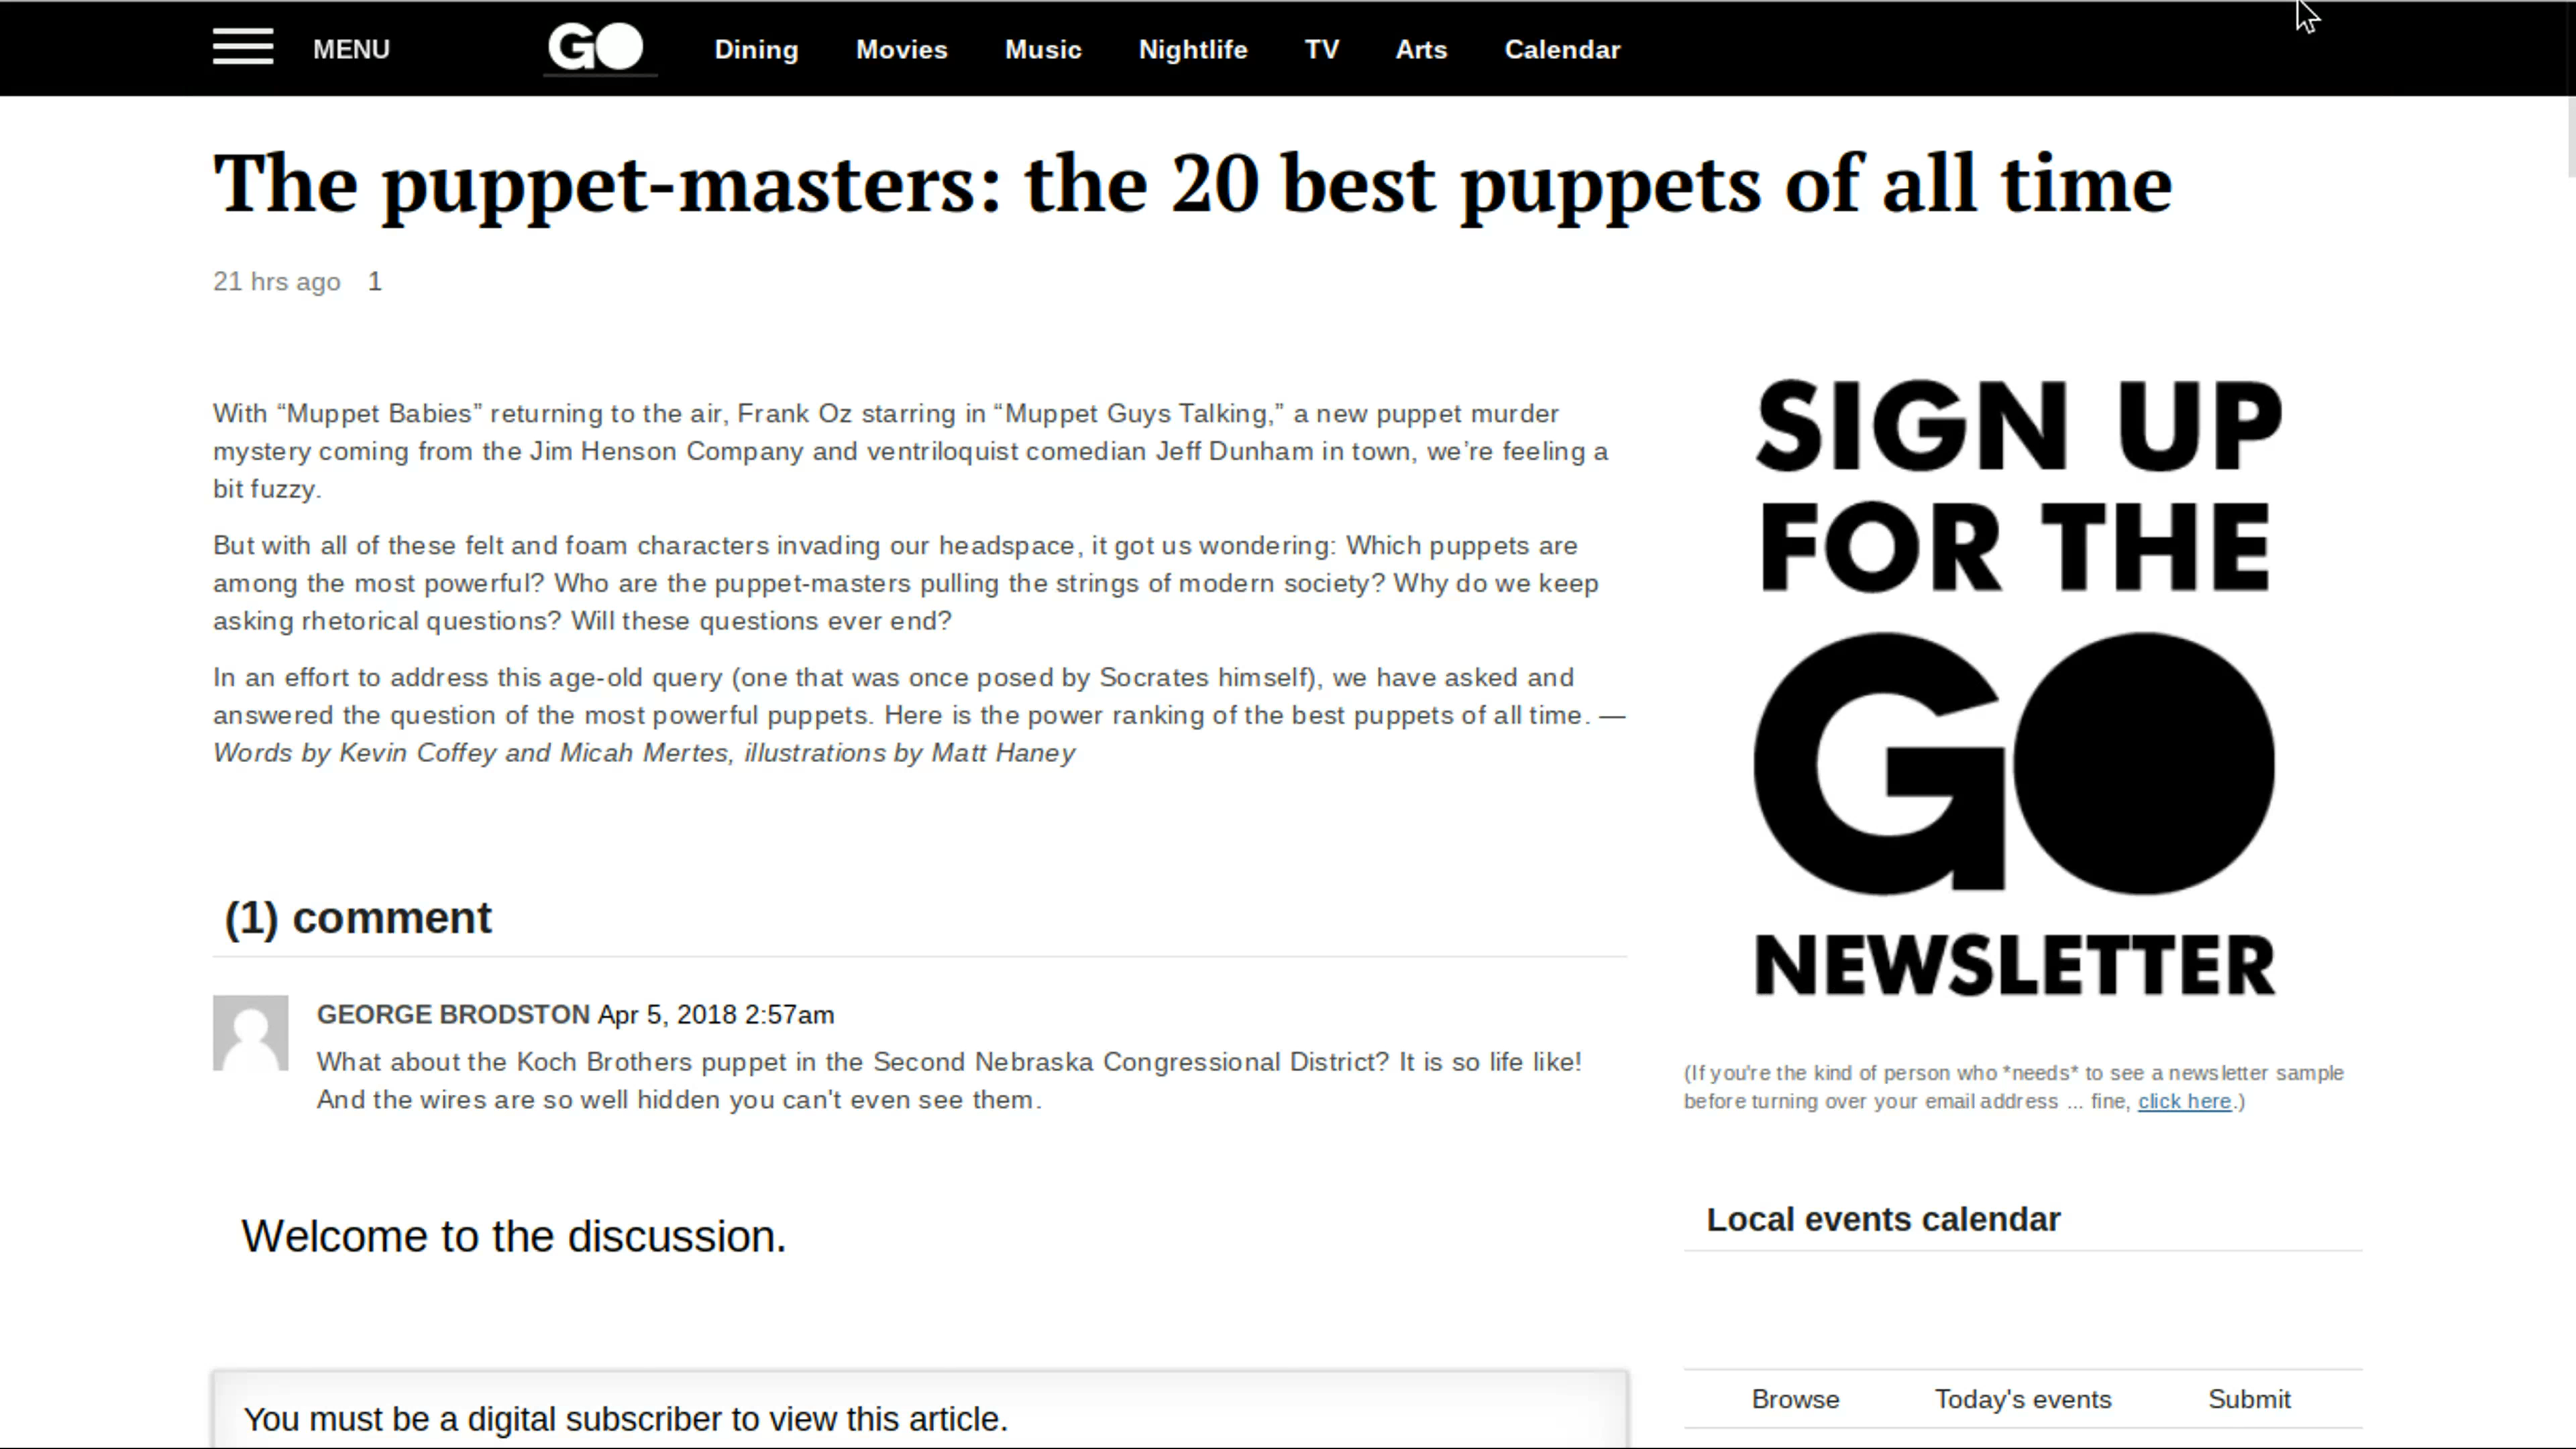 MENU
GO
Dining
Movies
Music
Nightlife
TV
Arts
Calendar
The puppet-masters: the 20 best puppets of all time
21 hrs ago 1
With “Muppet Babies” returning to the air, Frank Oz starring in “Muppet Guys Talking,” a new puppet murder
mystery coming from the Jim Henson Company and ventriloquist comedian Jeff Dunham in town, we’re feeling a
bit fuzzy.
But with all of these felt and foam characters invading our headspace, it got us wondering: Which puppets are
among the most powerful? Who are the puppet-masters pulling the strings of modern society? Why do we keep
asking rhetorical questions? Will these questions ever end?
In an effort to address this age-old query (one that was once posed by Socrates himself), we have asked and
answered the question of the most powerful puppets. Here is the power ranking of the best puppets of all time. —
Words by Kevin Coffey and Micah Mertes, illustrations by Matt Haney
(1) comment
GEORGE BRODSTON Apr 5, 2018 2:57am
What about the Koch Brothers puppet in the Second Nebraska Congressional District? It is so life like!
And the wires are so well hidden you can't even see them.
Welcome to the discussion.
You must be a digital subscriber to view this article.
SIGN UP
FOR THE
GO
NEWSLETTER
(If you're the kind of person who *needs* to see a newsletter sample
before turning over your email address ... fine, click here.)
Local events calendar
Browse
Today's events
Submit